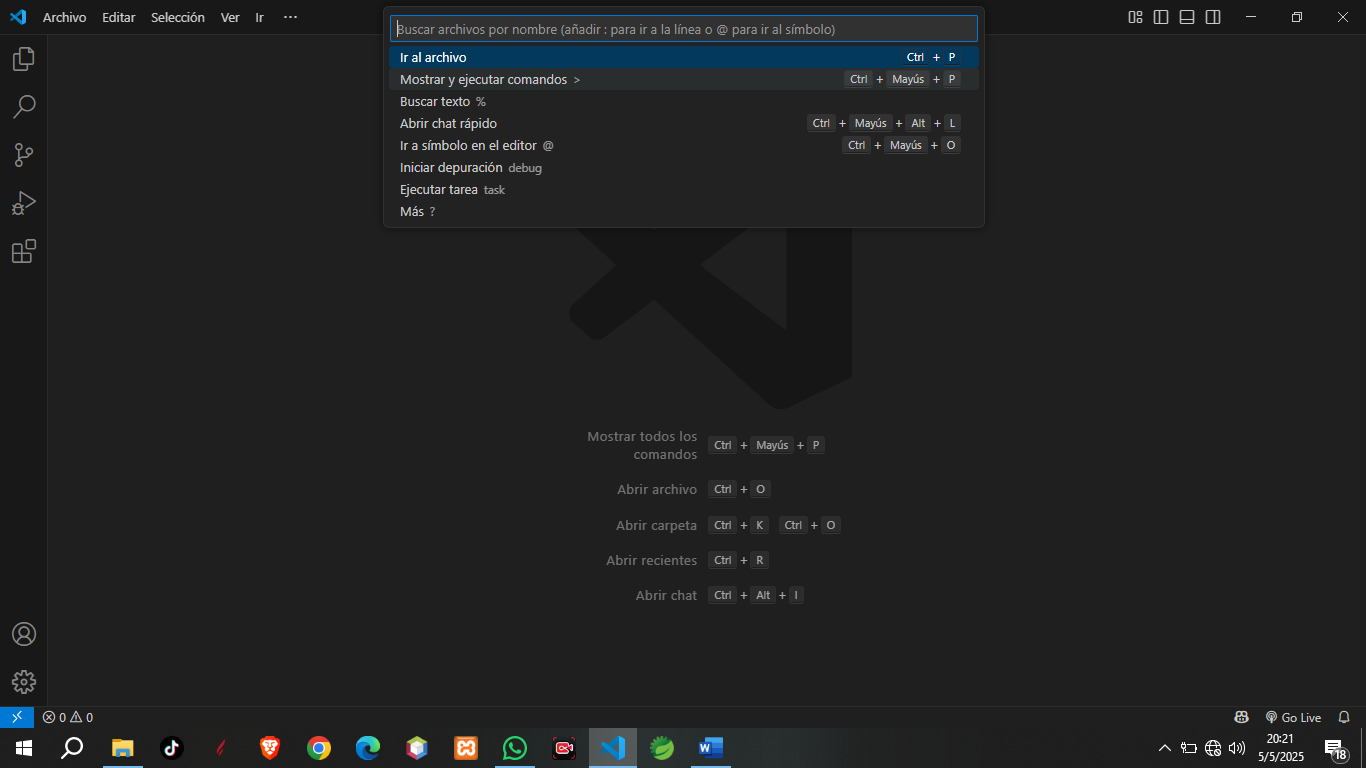 Archivo Editar Selección Ver Ir ···
Buscar archivos por nombre (añadir : para ir a la línea o @ para ir al símbolo)
Ir al archivo Ctrl + P
Mostrar y ejecutar comandos > Ctrl + Mayús + P
Buscar texto %
Abrir chat rápido Ctrl + Mayús + Alt + L
Ir a símbolo en el editor @ Ctrl + Mayús + O
Iniciar depuración debug
Ejecutar tarea task
Más ?
Mostrar todos los
comandos Ctrl + Mayús + P
Abrir archivo Ctrl + O
Abrir carpeta Ctrl + K Ctrl + O
Abrir recientes Ctrl + R
Abrir chat Ctrl + Alt + I
0 0 Go Live
20:21
5/5/2025
18